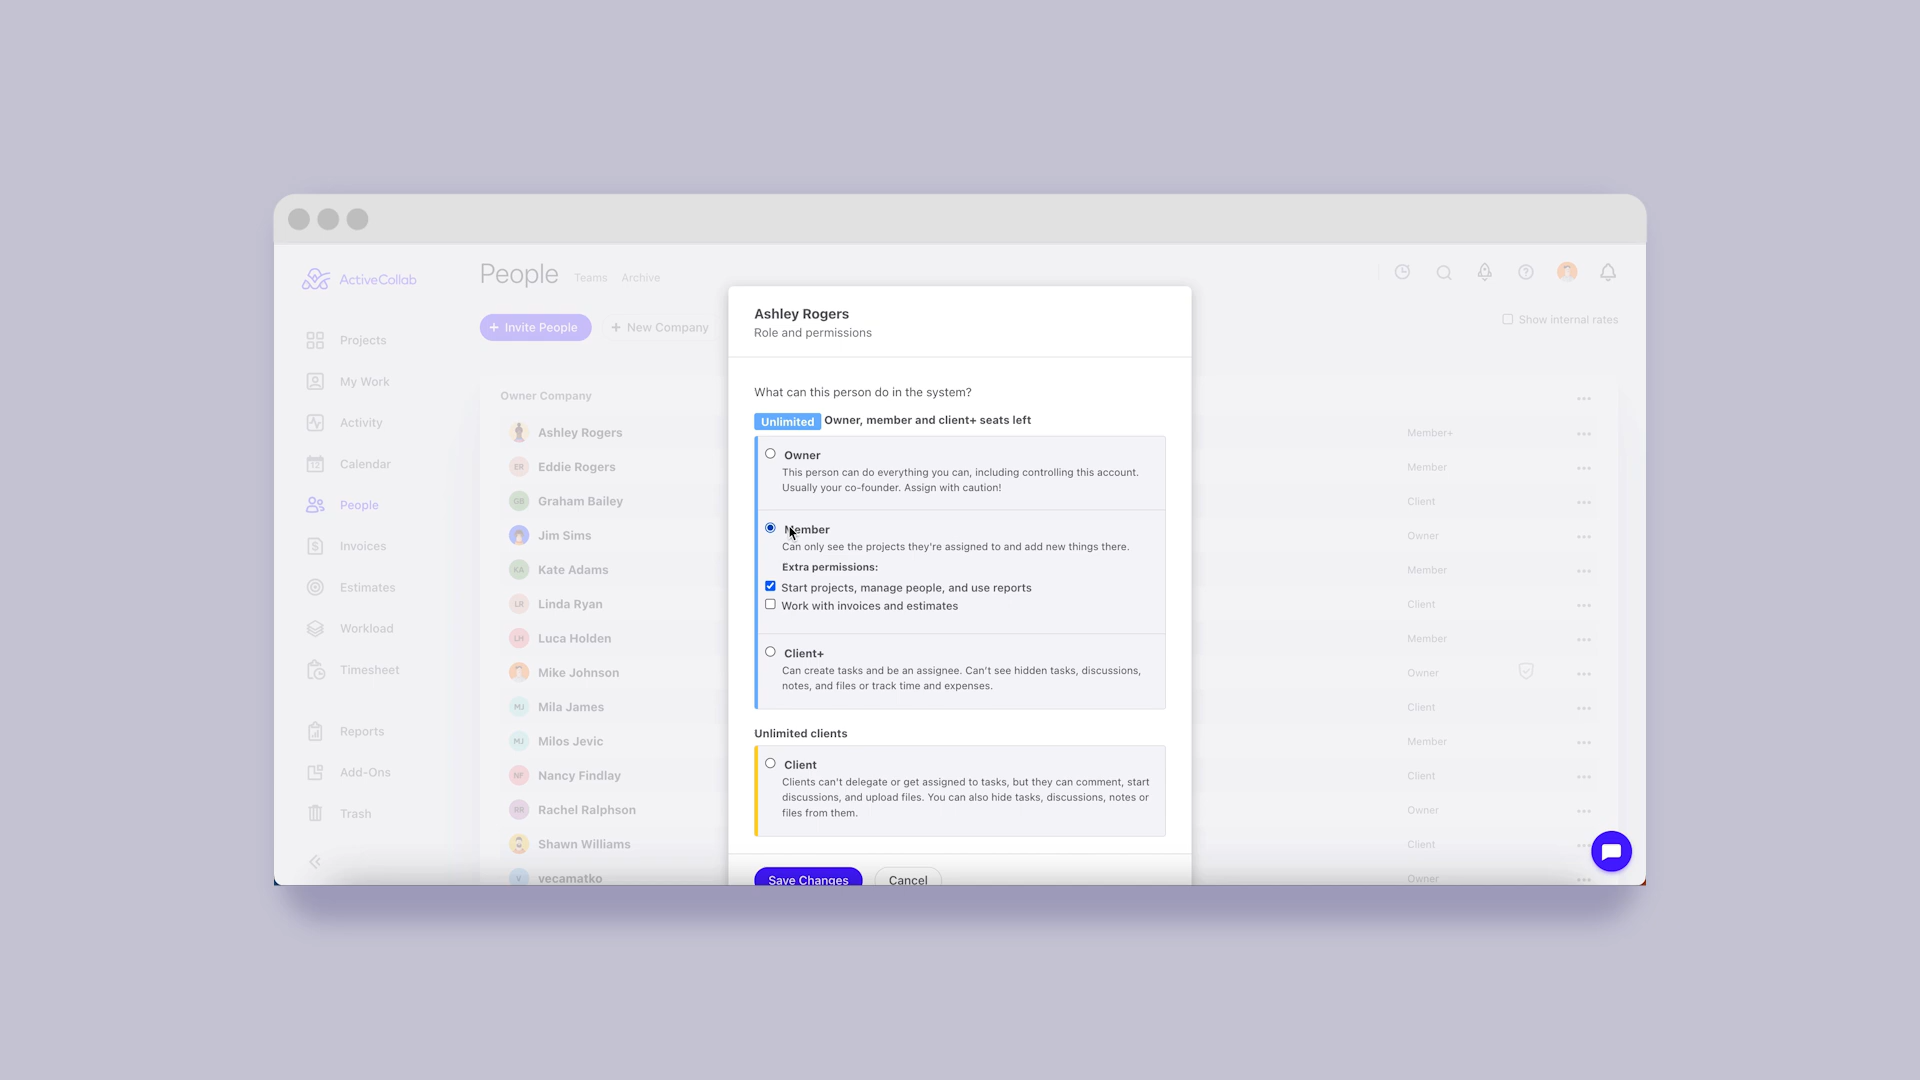 ActiveCollab
Projects
My Work
Activity
12
Calendar
People
Invoices
Estimates
Workload
Timesheet
Reports
Add-Ons
Trash
People
Teams
Archive
+ Invite People
+ New Company
Show internal rates
Owner Company
Ashley Rogers
Member+
ER
Eddie Rogers
Member
GB
Graham Bailey
Client
Jim Sims
Owner
KA
Kate Adams
Member
LR
Linda Ryan
Client
LH
Luca Holden
Member
Mike Johnson
Owner
MJ
Mila James
Client
MJ
Milos Jevic
Member
NF
Nancy Findlay
Client
RR
Rachel Ralphson
Owner
Shawn Williams
Client
V
vecamatko
Owner
Ashley Rogers
Role and permissions
What can this person do in the system?
Unlimited Owner, member and client+ seats left
Owner
This person can do everything you can, including controlling this account.
Usually your co-founder. Assign with caution!
Member
Can only see the projects they're assigned to and add new things there.
Extra permissions:
Start projects, manage people, and use reports
Work with invoices and estimates
Client+
Can create tasks and be an assignee. Can't see hidden tasks, discussions,
notes, and files or track time and expenses.
Unlimited clients
Client
Clients can't delegate or get assigned to tasks, but they can comment, start
discussions, and upload files. You can also hide tasks, discussions, notes or
files from them.
Save Changes
Cancel